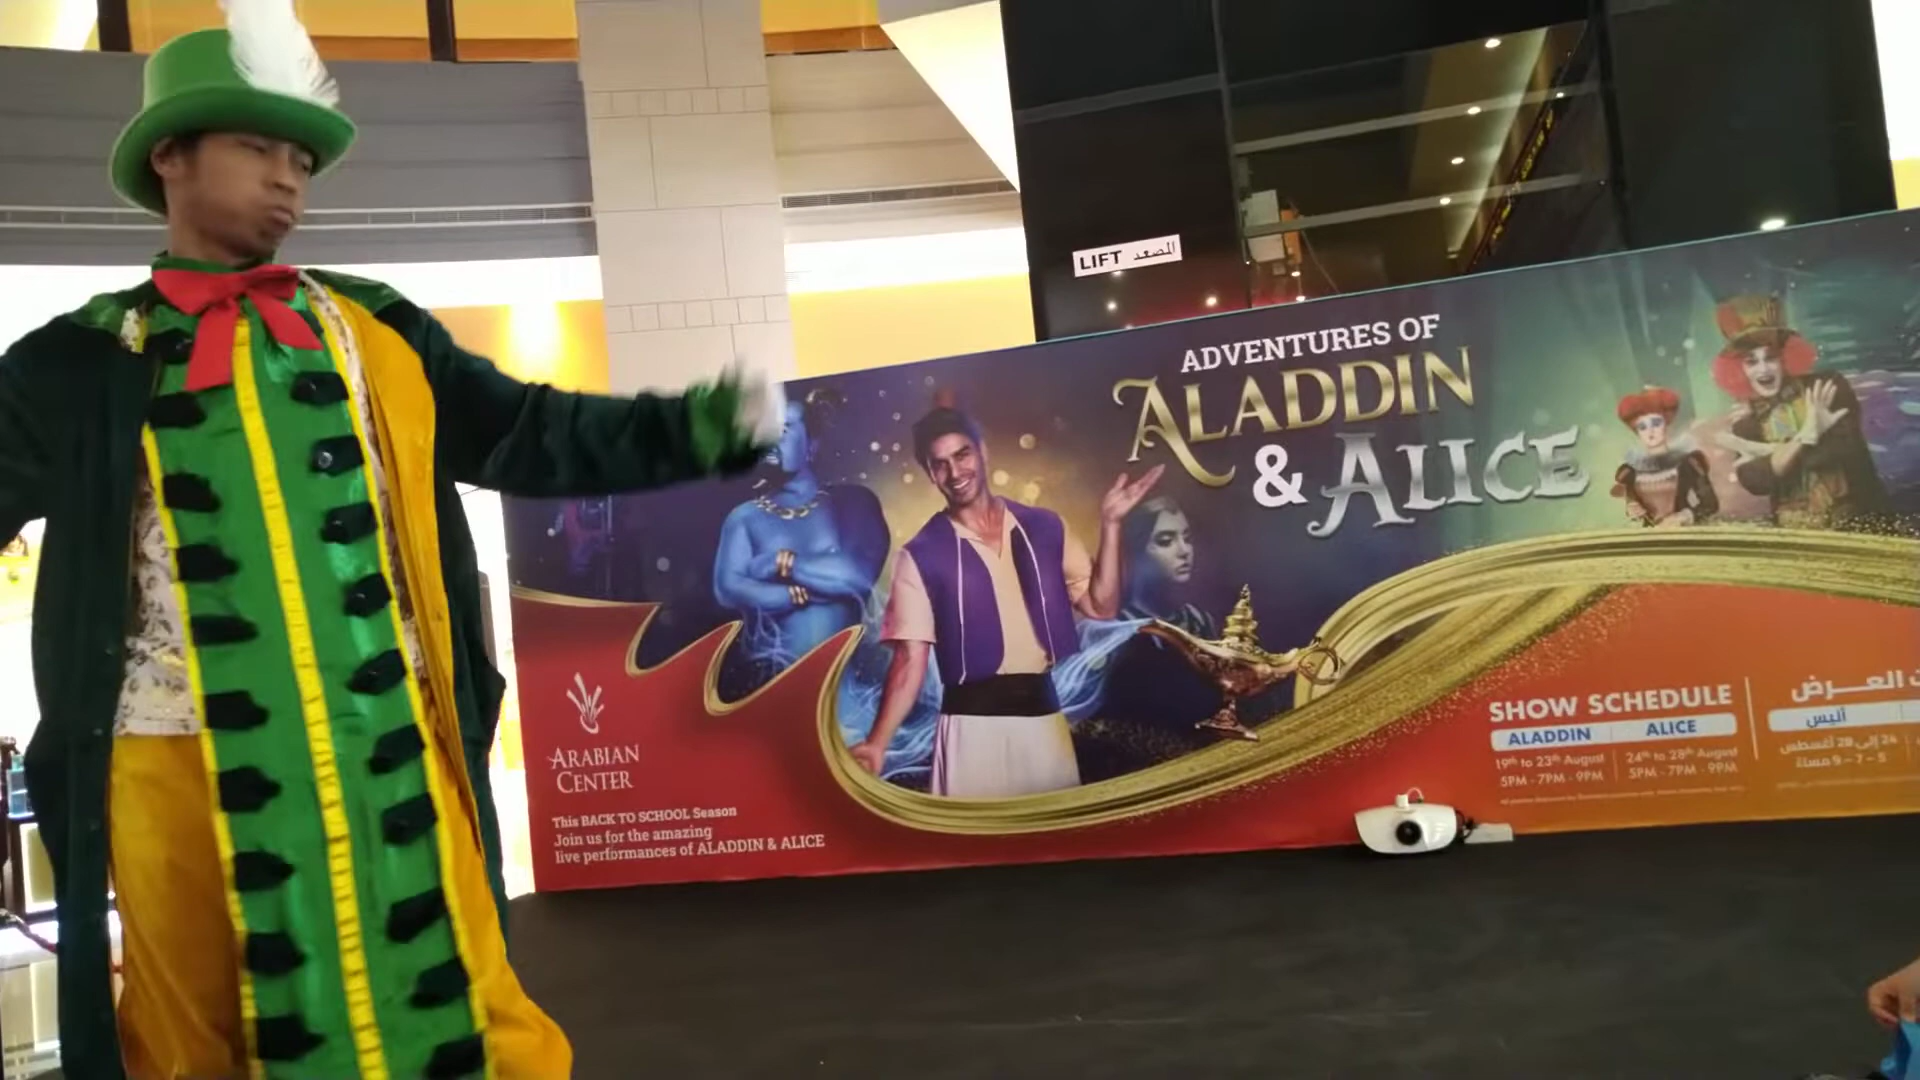 LIFT المصعد
ADVENTURES OF
ALADDIN
& ALICE
ARABIAN
CENTER
This BACK TO SCHOOL Season
Join us for the amazing
live performances of ALADDIN & ALICE
SHOW SCHEDULE
ALADDIN ALICE
19th to 23th August 24th to 28th August
5PM - 7PM - 9PM 5PM - 7PM - 9PM
العـــرض
أليس
24 إلى 28 أغسطس
5 - 7 - 9 مساءً